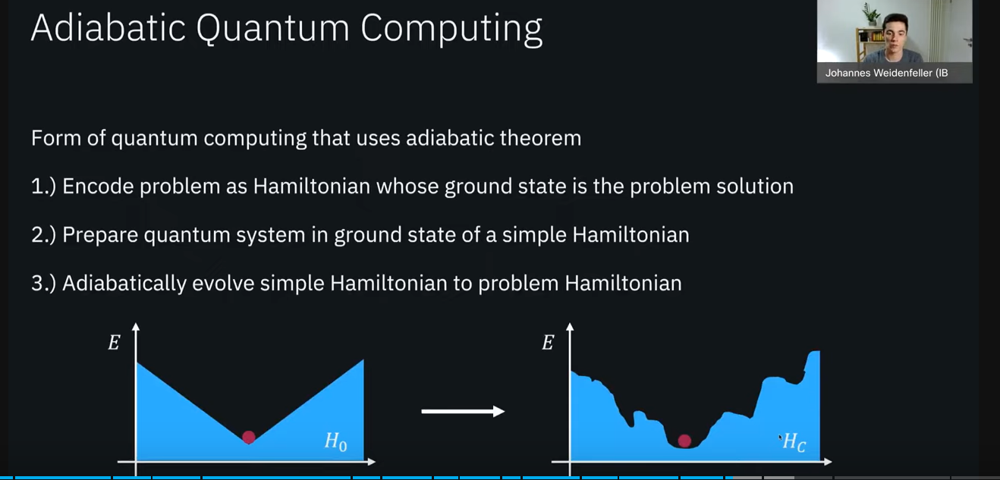 Adiabatic Quantum Computing
Johannes Weidenfeller (IB
Form of quantum computing that uses adiabatic theorem
1.) Encode problem as Hamiltonian whose ground state is the problem solution
2.) Prepare quantum system in ground state of a simple Hamiltonian
3.) Adiabatically evolve simple Hamiltonian to problem Hamiltonian
E
H₀
E
H_C